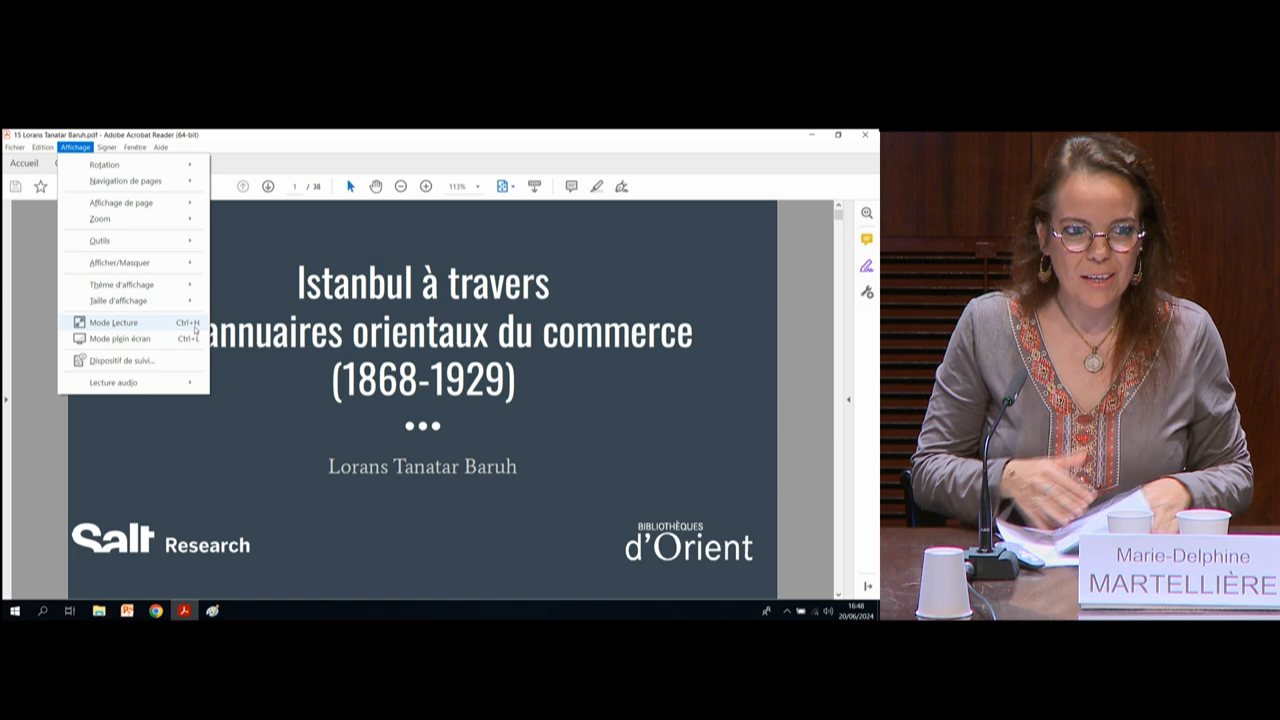 15 Lorans Tanatar Baruh.pdf - Adobe Acrobat Reader (64-bit)
Fichier Edition Affichage Signer Fenêtre Aide
Accueil
Rotation
Navigation de pages
Affichage de page
Zoom
Outils
Afficher/Masquer
Thème d'affichage
Taille d'affichage
Mode Lecture Ctrl+H
Mode plein écran Ctrl+L
Dispositif de suivi...
Lecture audio
1 / 38
113%
Istanbul à travers
annuaires orientaux du commerce
(1868-1929)
Lorans Tanatar Baruh
Salt Research
BIBLIOTHÈQUES
d'Orient
16:48
20/06/2024
Marie-Delphine
MARTELLIÈRE